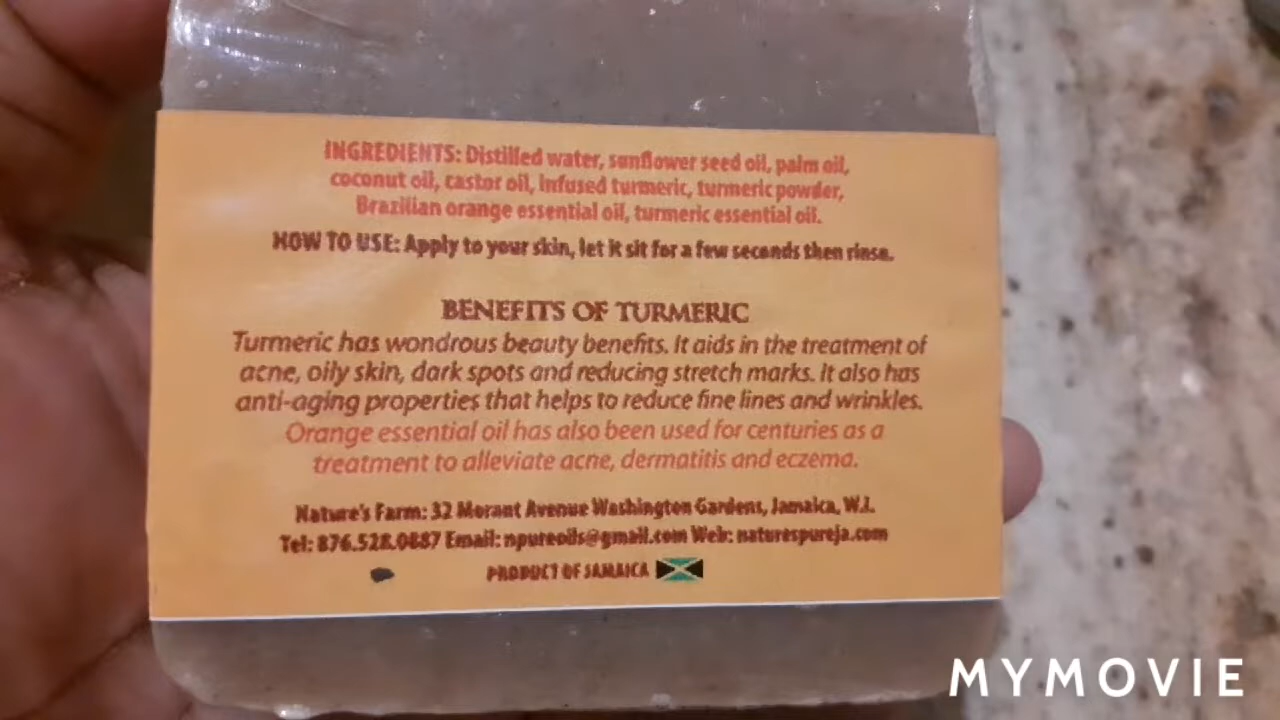 INGREDIENTS: Distilled water, sunflower seed oil, palm oil,
coconut oil, castor oil, infused turmeric, turmeric powder,
Brazilian orange essential oil, turmeric essential oil.
HOW TO USE: Apply to your skin, let it sit for a few seconds then rinse.
BENEFITS OF TURMERIC
Turmeric has wondrous beauty benefits. It aids in the treatment of
acne, oily skin, dark spots and reducing stretch marks. It also has
anti-aging properties that helps to reduce fine lines and wrinkles.
Orange essential oil has also been used for centuries as a
treatment to alleviate acne, dermatitis and eczema.
Nature's Farm: 32 Morant Avenue Washington Gardens, Jamaica, W.I.
Tel: 876.528.0887 Email: npureoils@gmail.com Web: naturespureja.com
PRODUCT OF JAMAICA
MYMOVIE